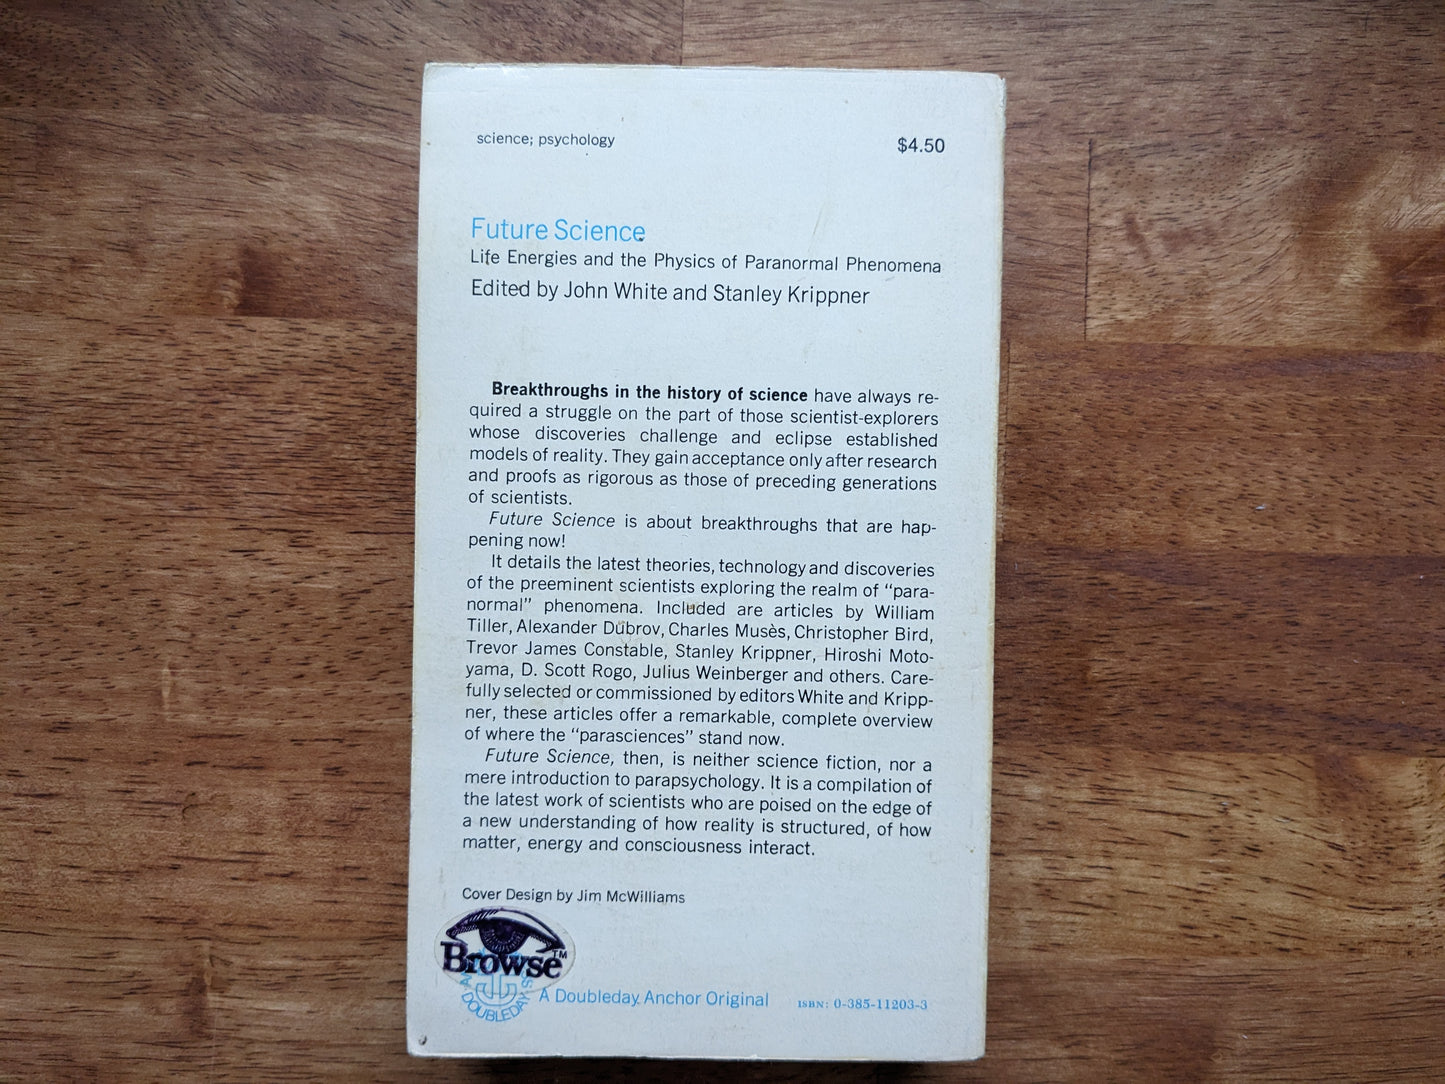 science; psychology
$4.50
Future Science
Life Energies and the Physics of Paranormal Phenomena
Edited by John White and Stanley Krippner
Breakthroughs in the history of science have always re-
quired a struggle on the part of those scientist-explorers
whose discoveries challenge and eclipse established
models of reality. They gain acceptance only after research
and proofs as rigorous as those of preceding generations
of scientists.
Future Science is about breakthroughs that are hap-
pening now!
It details the latest theories, technology and discoveries
of the preeminent scientists exploring the realm of “para-
normal” phenomena. Included are articles by William
Tiller, Alexander Dubrov, Charles Musès, Christopher Bird,
Trevor James Constable, Stanley Krippner, Hiroshi Moto-
yama, D. Scott Rogo, Julius Weinberger and others. Care-
fully selected or commissioned by editors White and Kripp-
ner, these articles offer a remarkable, complete overview
of where the “parasciences” stand now.
Future Science, then, is neither science fiction, nor a
mere introduction to parapsychology. It is a compilation of
the latest work of scientists who are poised on the edge of
a new understanding of how reality is structured, of how
matter, energy and consciousness interact.
Cover Design by Jim McWilliams
Browse™
DOUBLEDAY
A Doubleday Anchor Original
ISBN: 0-385-11203-3